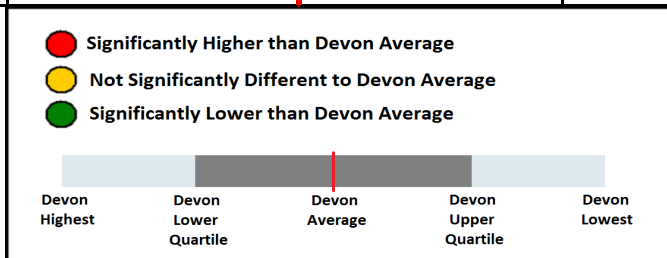 Significantly Higher than Devon Average
Not Significantly Different to Devon Average
Significantly Lower than Devon Average
Devon Highest
Devon Lower Quartile
Devon Average
Devon Upper Quartile
Devon Lowest